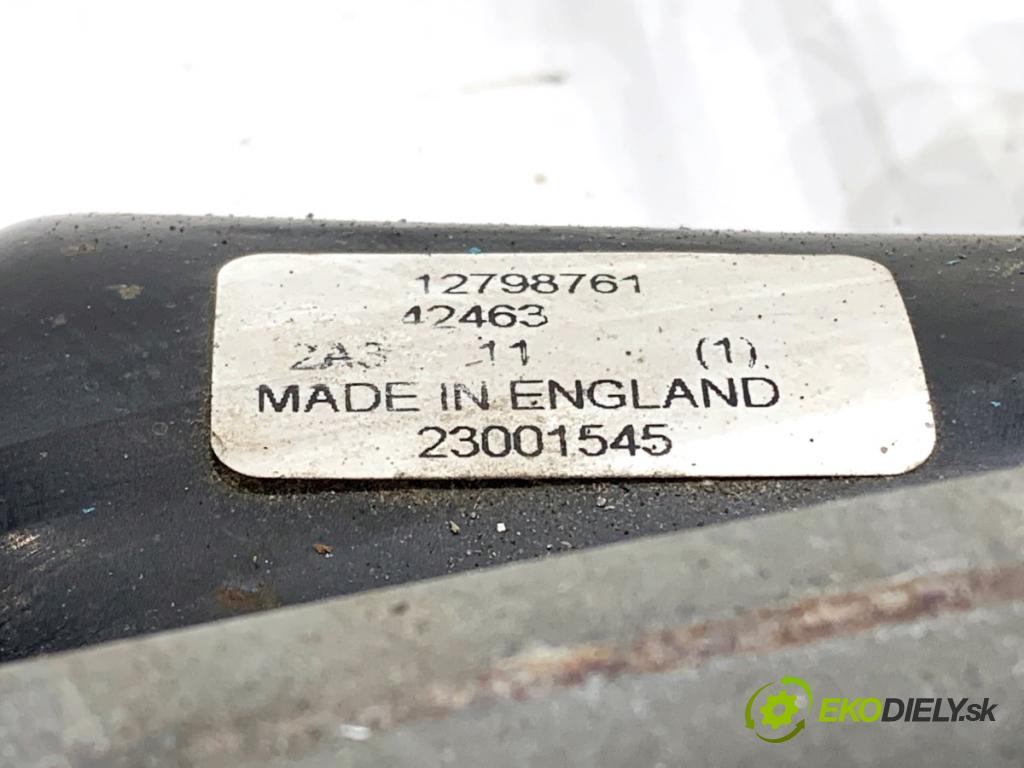 12798761
42463
2A3 11 (1)
MADE IN ENGLAND
23001545
EKODIELY.sk